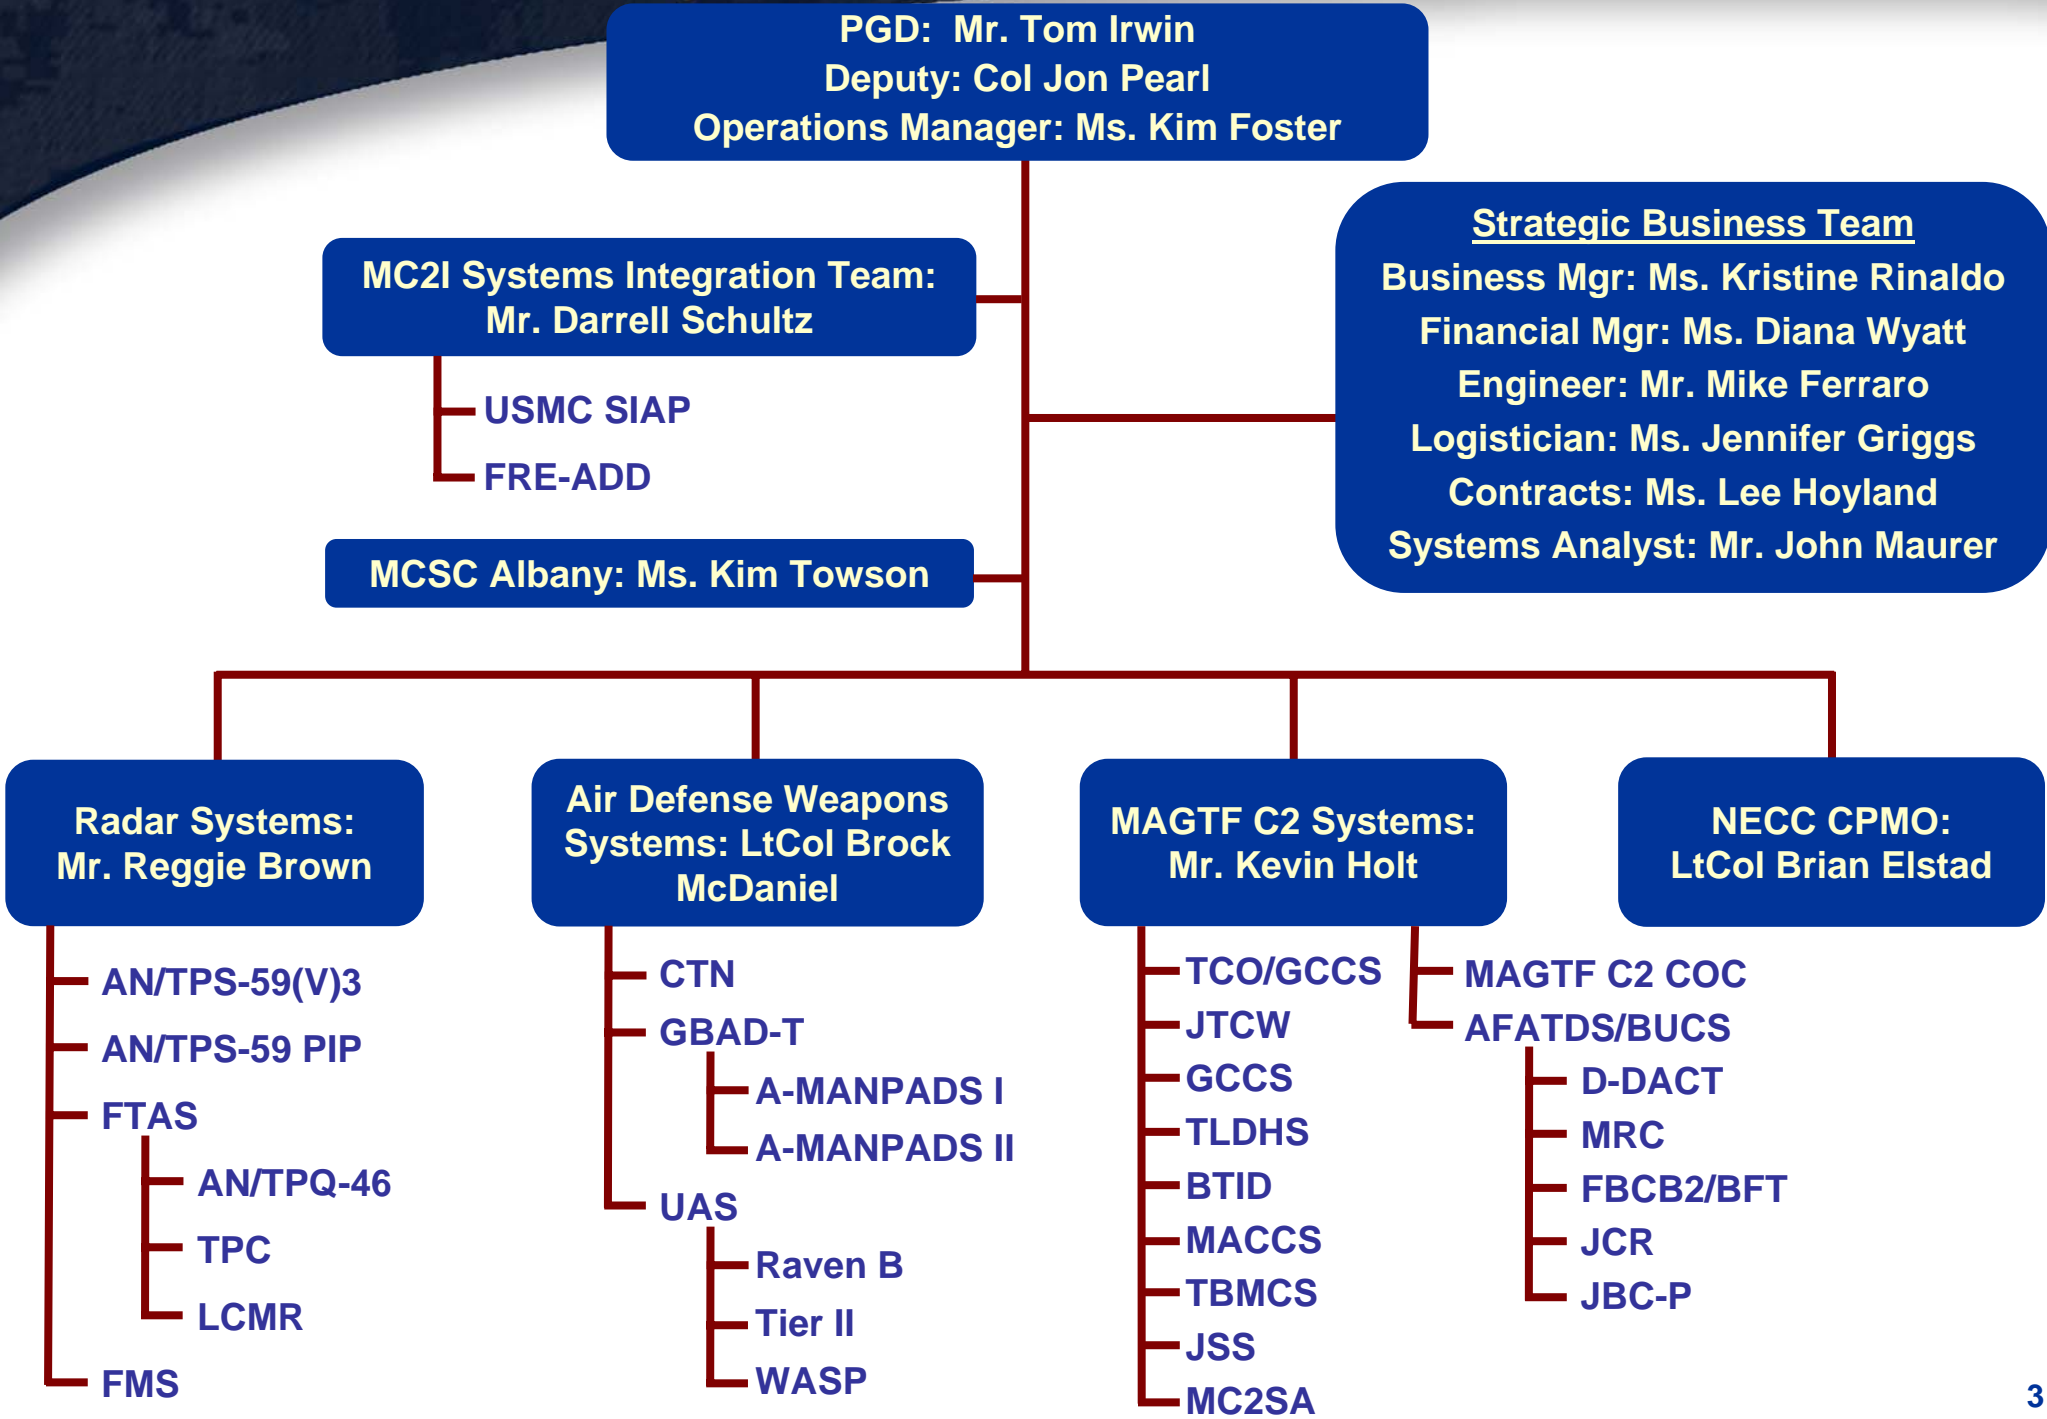 PGD: Mr. Tom Irwin
Deputy: Col Jon Pearl
Operations Manager: Ms. Kim Foster
Strategic Business Team
Business Mgr: Ms. Kristine Rinaldo
Financial Mgr: Ms. Diana Wyatt
Engineer: Mr. Mike Ferraro
Logistician: Ms. Jennifer Griggs
Contracts: Ms. Lee Hoyland
Systems Analyst: Mr. John Maurer
MC2I Systems Integration Team:
Mr. Darrell Schultz
USMC SIAP
FRE-ADD
MCSC Albany: Ms. Kim Towson
Radar Systems:
Mr. Reggie Brown
AN/TPS-59(V)3
AN/TPS-59 PIP
FTAS
AN/TPQ-46
TPC
LCMR
FMS
Air Defense Weapons
Systems: LtCol Brock
McDaniel
CTN
GBAD-T
A-MANPADS I
A-MANPADS II
UAS
Raven B
Tier II
WASP
MAGTF C2 Systems:
Mr. Kevin Holt
TCO/GCCS
JTCW
GCCS
TLDHS
BTID
MACCS
TBMCS
JSS
MC2SA
MAGTF C2 COC
AFATDS/BUCS
D-DACT
MRC
FBCB2/BFT
JCR
JBC-P
NECC CPMO:
LtCol Brian Elstad
3